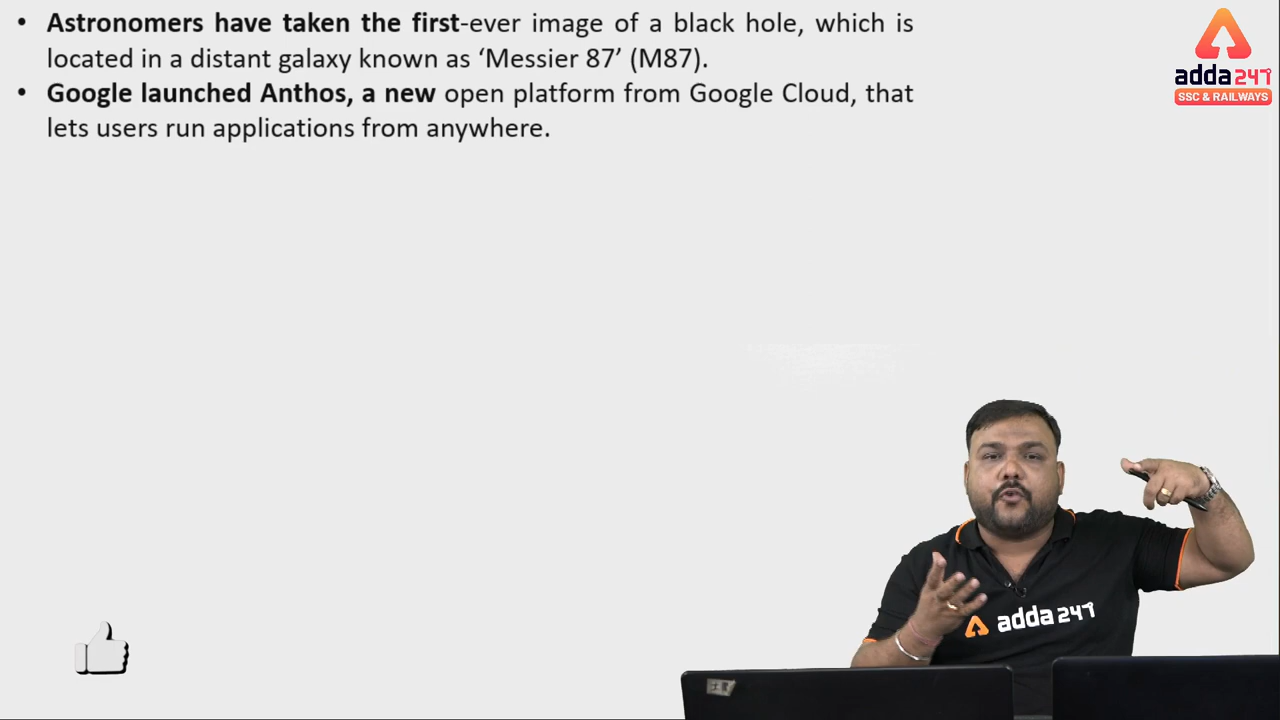 • Astronomers have taken the first-ever image of a black hole, which is
located in a distant galaxy known as ‘Messier 87’ (M87).
• Google launched Anthos, a new open platform from Google Cloud, that
lets users run applications from anywhere.
adda247
SSC & RAILWAYS
adda247